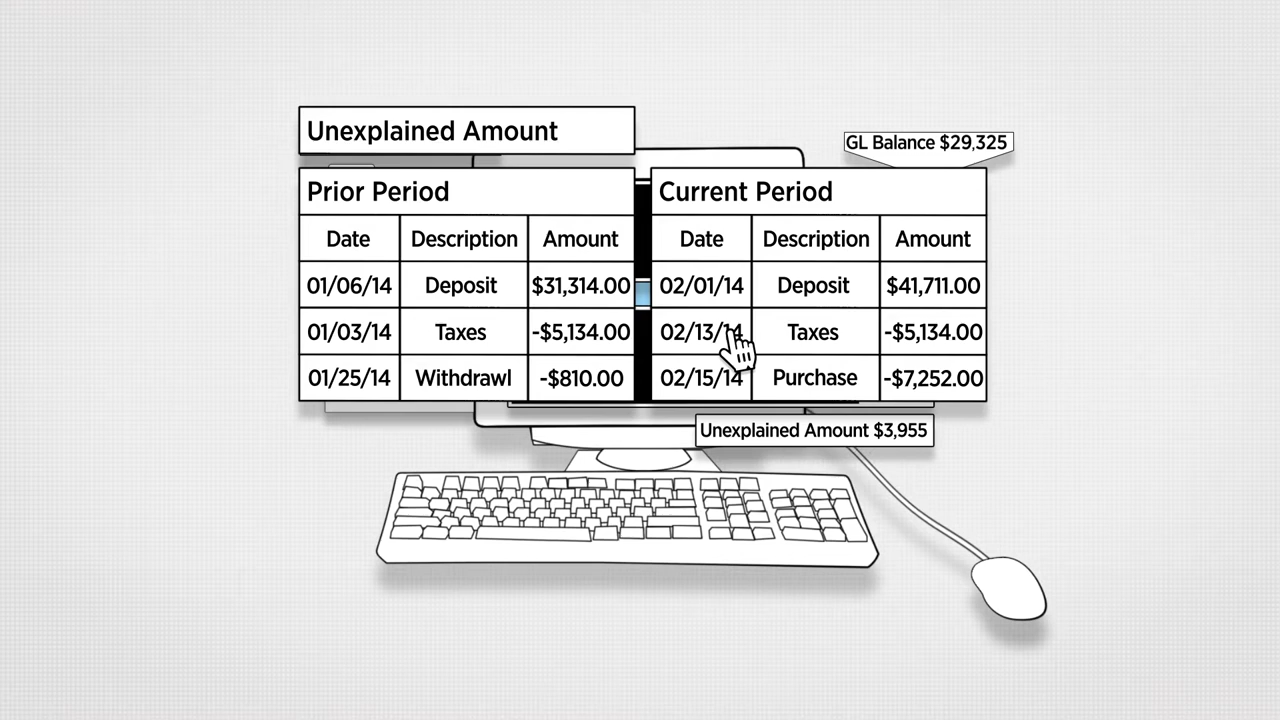 Unexplained Amount
GL Balance $29,325
Prior Period
Date Description Amount
01/06/14 Deposit $31,314.00
01/03/14 Taxes -$5,134.00
01/25/14 Withdrawl -$810.00
Current Period
Date Description Amount
02/01/14 Deposit $41,711.00
02/13/14 Taxes -$5,134.00
02/15/14 Purchase -$7,252.00
Unexplained Amount $3,955